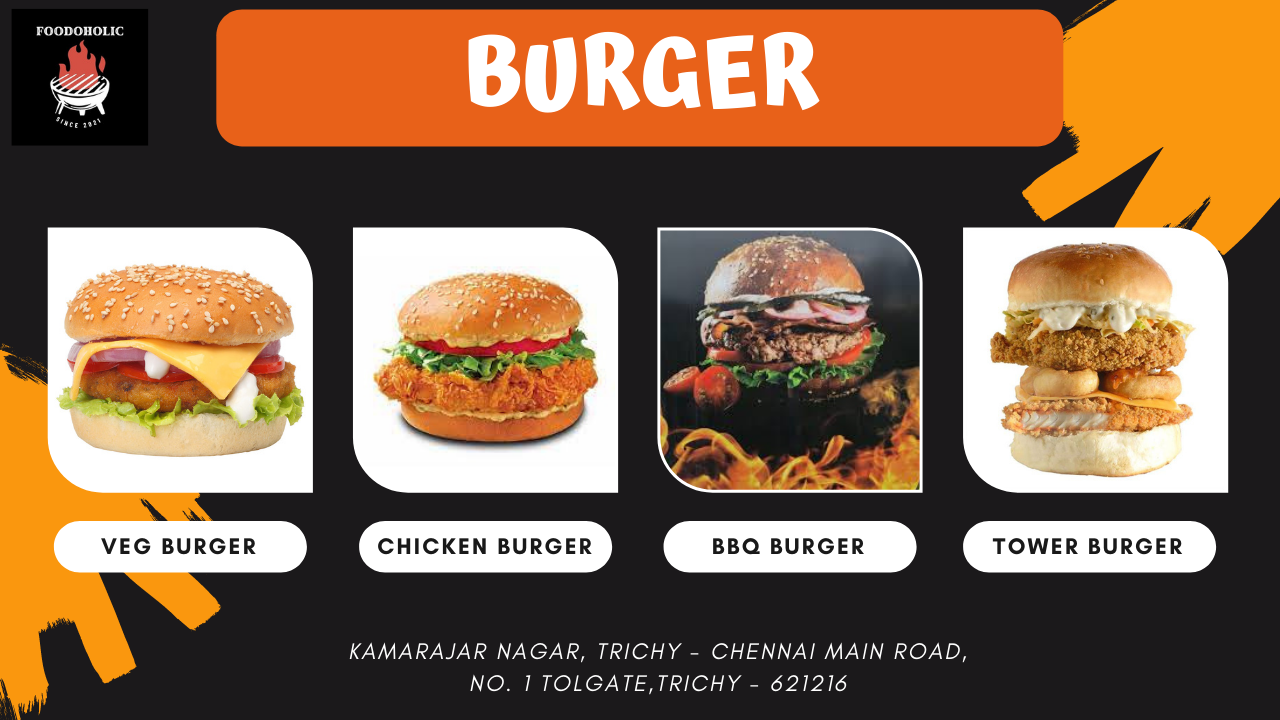 FOODOHOLIC
SINCE 2021
BURGER
VEG BURGER
CHICKEN BURGER
BBQ BURGER
TOWER BURGER
KAMARAJAR NAGAR, TRICHY - CHENNAI MAIN ROAD,
NO. 1 TOLGATE,TRICHY - 621216